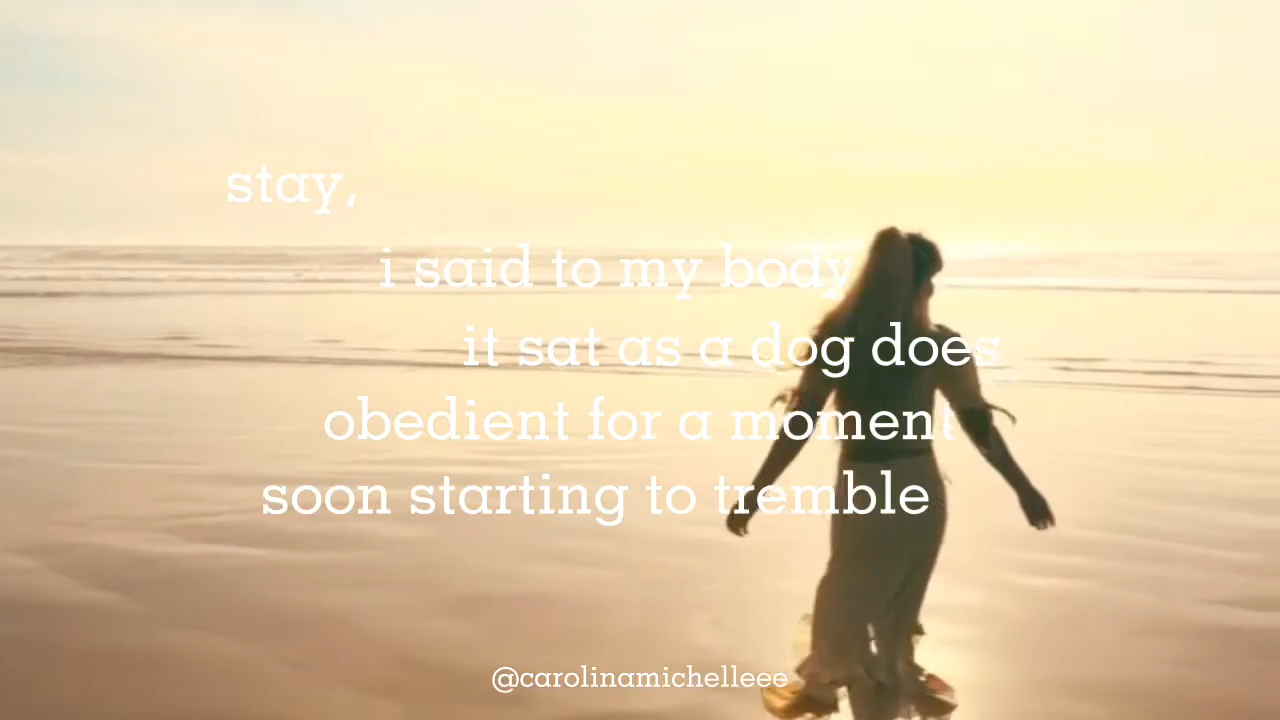 stay,
i said to my body
it sat as a dog does
obedient for a moment
soon starting to tremble
@carolinamichelleee